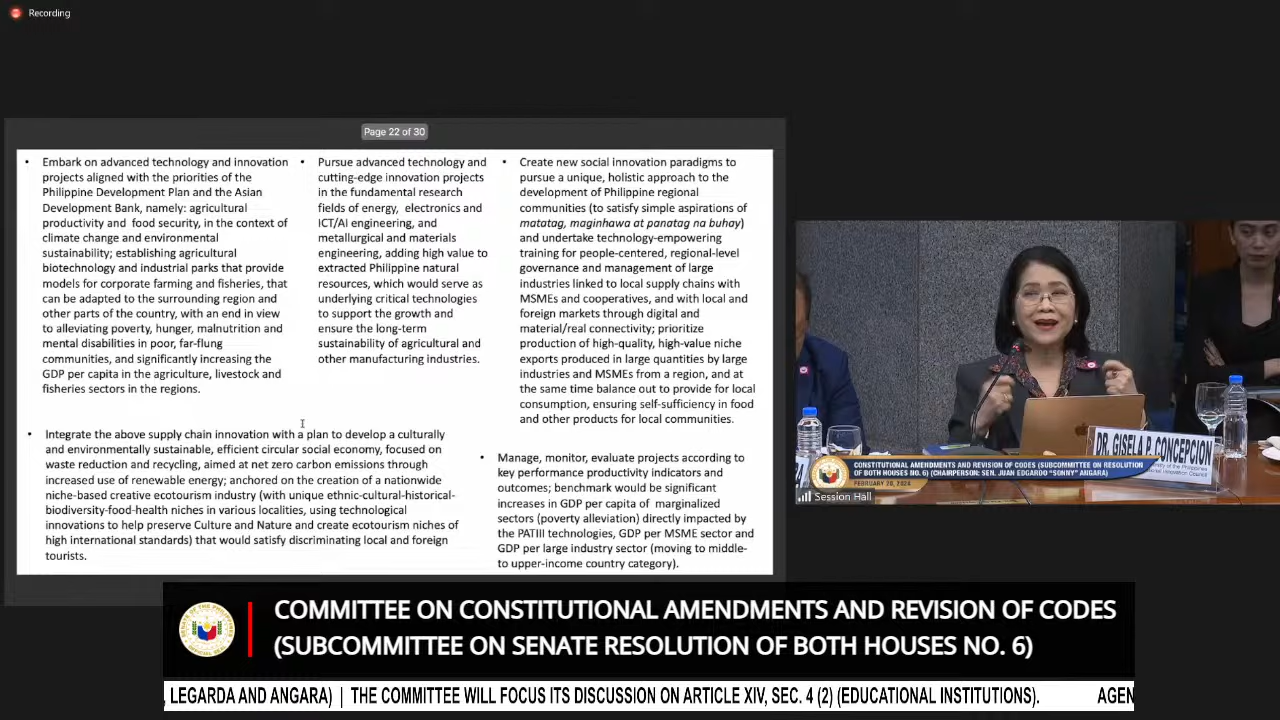 Recording
Page 22 of 30
• Embark on advanced technology and innovation
projects aligned with the priorities of the
Philippine Development Plan and the Asian
Development Bank, namely: agricultural
productivity and food security, in the context of
climate change and environmental
sustainability; establishing agricultural
biotechnology and industrial parks that provide
models for corporate farming and fisheries, that
can be adapted to the surrounding region and
other parts of the country, with an end in view
to alleviating poverty, hunger, malnutrition and
mental disabilities in poor, far-flung
communities, and significantly increasing the
GDP per capita in the agriculture, livestock and
fisheries sectors in the regions.
• Pursue advanced technology and
cutting-edge innovation projects
in the fundamental research
fields of energy, electronics and
ICT/AI engineering, and
metallurgical and materials
engineering, adding high value to
extracted Philippine natural
resources, which would serve as
underlying critical technologies
to support the growth and
ensure the long-term
sustainability of agricultural and
other manufacturing industries.
• Create new social innovation paradigms to
pursue a unique, holistic approach to the
development of Philippine regional
communities (to satisfy simple aspirations of
matatag, maginhawa at panatag na buhay)
and undertake technology-empowering
training for people-centered, regional-level
governance and management of large
industries linked to local supply chains with
MSMEs and cooperatives, and with local and
foreign markets through digital and
material/real connectivity; prioritize
production of high-quality, high-value niche
exports produced in large quantities by large
industries and MSMEs from a region, and at
the same time balance out to provide for local
consumption, ensuring self-sufficiency in food
and other products for local communities.
• Integrate the above supply chain innovation with a plan to develop a culturally
and environmentally sustainable, efficient circular social economy, focused on
waste reduction and recycling, aimed at net zero carbon emissions through
increased use of renewable energy; anchored on the creation of a nationwide
niche-based creative ecotourism industry (with unique ethnic-cultural-historical-
biodiversity-food-health niches in various localities, using technological
innovations to help preserve Culture and Nature and create ecotourism niches of
high international standards) that would satisfy discriminating local and foreign
tourists.
• Manage, monitor, evaluate projects according to
key performance productivity indicators and
outcomes; benchmark would be significant
increases in GDP per capita of marginalized
sectors (poverty alleviation) directly impacted by
the PATIII technologies, GDP per MSME sector and
GDP per large industry sector (moving to middle-
to upper-income country category).
DR. GISELA P. CONCEPCION
CONSTITUTIONAL AMENDMENTS AND REVISION OF CODES (SUBCOMMITTEE ON RESOLUTION
OF BOTH HOUSES NO. 6) (CHAIRPERSON: SEN. JUAN EDGARDO "SONNY" ANGARA)
FEBRUARY 26, 2024
Session Hall
COMMITTEE ON CONSTITUTIONAL AMENDMENTS AND REVISION OF CODES
(SUBCOMMITTEE ON SENATE RESOLUTION OF BOTH HOUSES NO. 6)
, LEGARDA AND ANGARA) | THE COMMITTEE WILL FOCUS ITS DISCUSSION ON ARTICLE XIV, SEC. 4 (2) (EDUCATIONAL INSTITUTIONS). AGEN